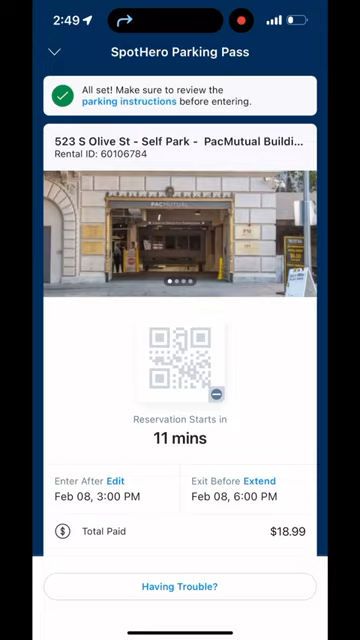 2:49
SpotHero Parking Pass
All set! Make sure to review the
parking instructions before entering.
523 S Olive St - Self Park - PacMutual Buildi...
Rental ID: 60106784
PACMUTUAL
Reservation Starts in
11 mins
Enter After Edit
Feb 08, 3:00 PM
Exit Before Extend
Feb 08, 6:00 PM
$ Total Paid $18.99
Having Trouble?